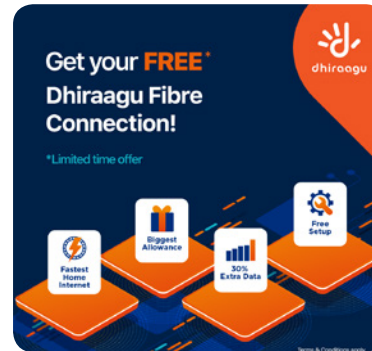 Get your FREE*
Dhiraagu Fibre
Connection!
*Limited time offer
dhiraagu
Fastest
Home
Internet
Biggest
Allowance
30%
Extra Data
Free
Setup
Terms & Conditions apply